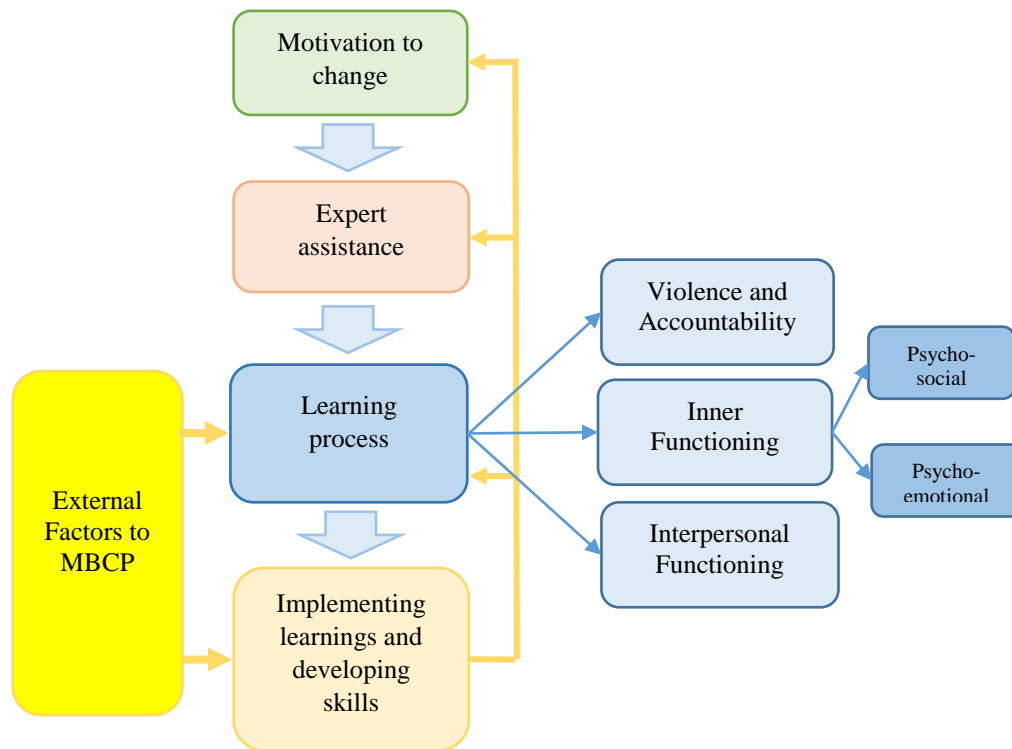 Motivation to
change
Expert
assistance
Violence and
Accountability
Psycho-
social
Learning
process
Inner
Functioning
Psycho-
emotional
External
Factors to
MBCP
Interpersonal
Functioning
Implementing
learnings and
developing
skills